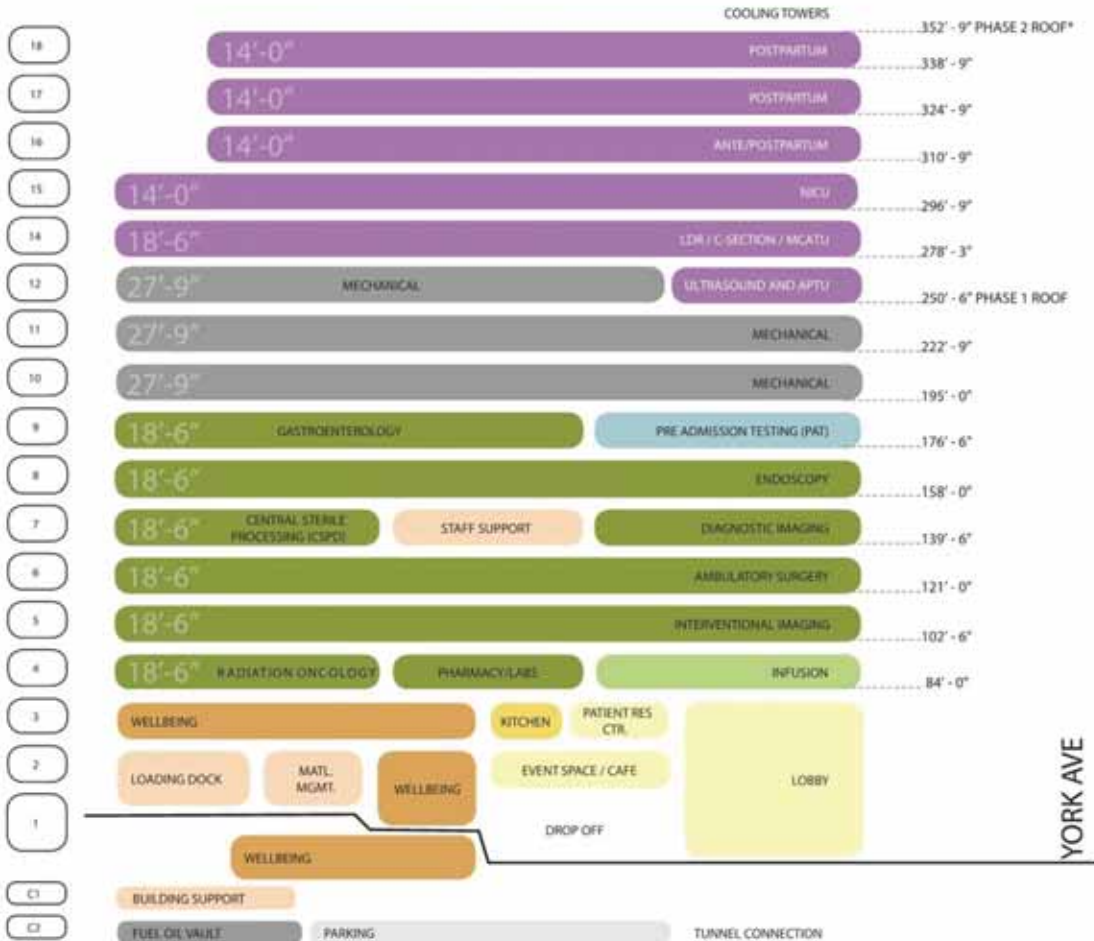 COOLING TOWERS
352' - 9" PHASE 2 ROOF*
18 14'-0" POSTPARTUM
338' - 9"
17 14'-0" POSTPARTUM
324' - 9"
16 14'-0" ANTE/POSTPARTUM
310' - 9"
15 14'-0" NICU
296' - 9"
14 18'-6" LDR / C-SECTION / MCATU
278' - 3"
12 27'-9" MECHANICAL ULTRASOUND AND APTU
250' - 6" PHASE 1 ROOF
11 27'-9" MECHANICAL
222' - 9"
10 27'-9" MECHANICAL
195' - 0"
9 18'-6" GASTROENTEROLOGY PRE ADMISSION TESTING (PAT)
176' - 6"
8 18'-6" ENDOSCOPY
158' - 0"
7 18'-6" CENTRAL STERILE PROCESSING (CSPD) STAFF SUPPORT DIAGNOSTIC IMAGING
139' - 6"
6 18'-6" AMBULATORY SURGERY
121' - 0"
5 18'-6" INTERVENTIONAL IMAGING
102' - 6"
4 18'-6" RADIATION ONCOLOGY PHARMACY/LABS INFUSION
84' - 0"
3 WELLBEING KITCHEN PATIENT RES CTR.
2 LOADING DOCK MATL. MGMT. WELLBEING EVENT SPACE / CAFE LOBBY
YORK AVE
1 DROP OFF
WELLBEING
C1 BUILDING SUPPORT
C2 FUEL OIL VAULT PARKING TUNNEL CONNECTION